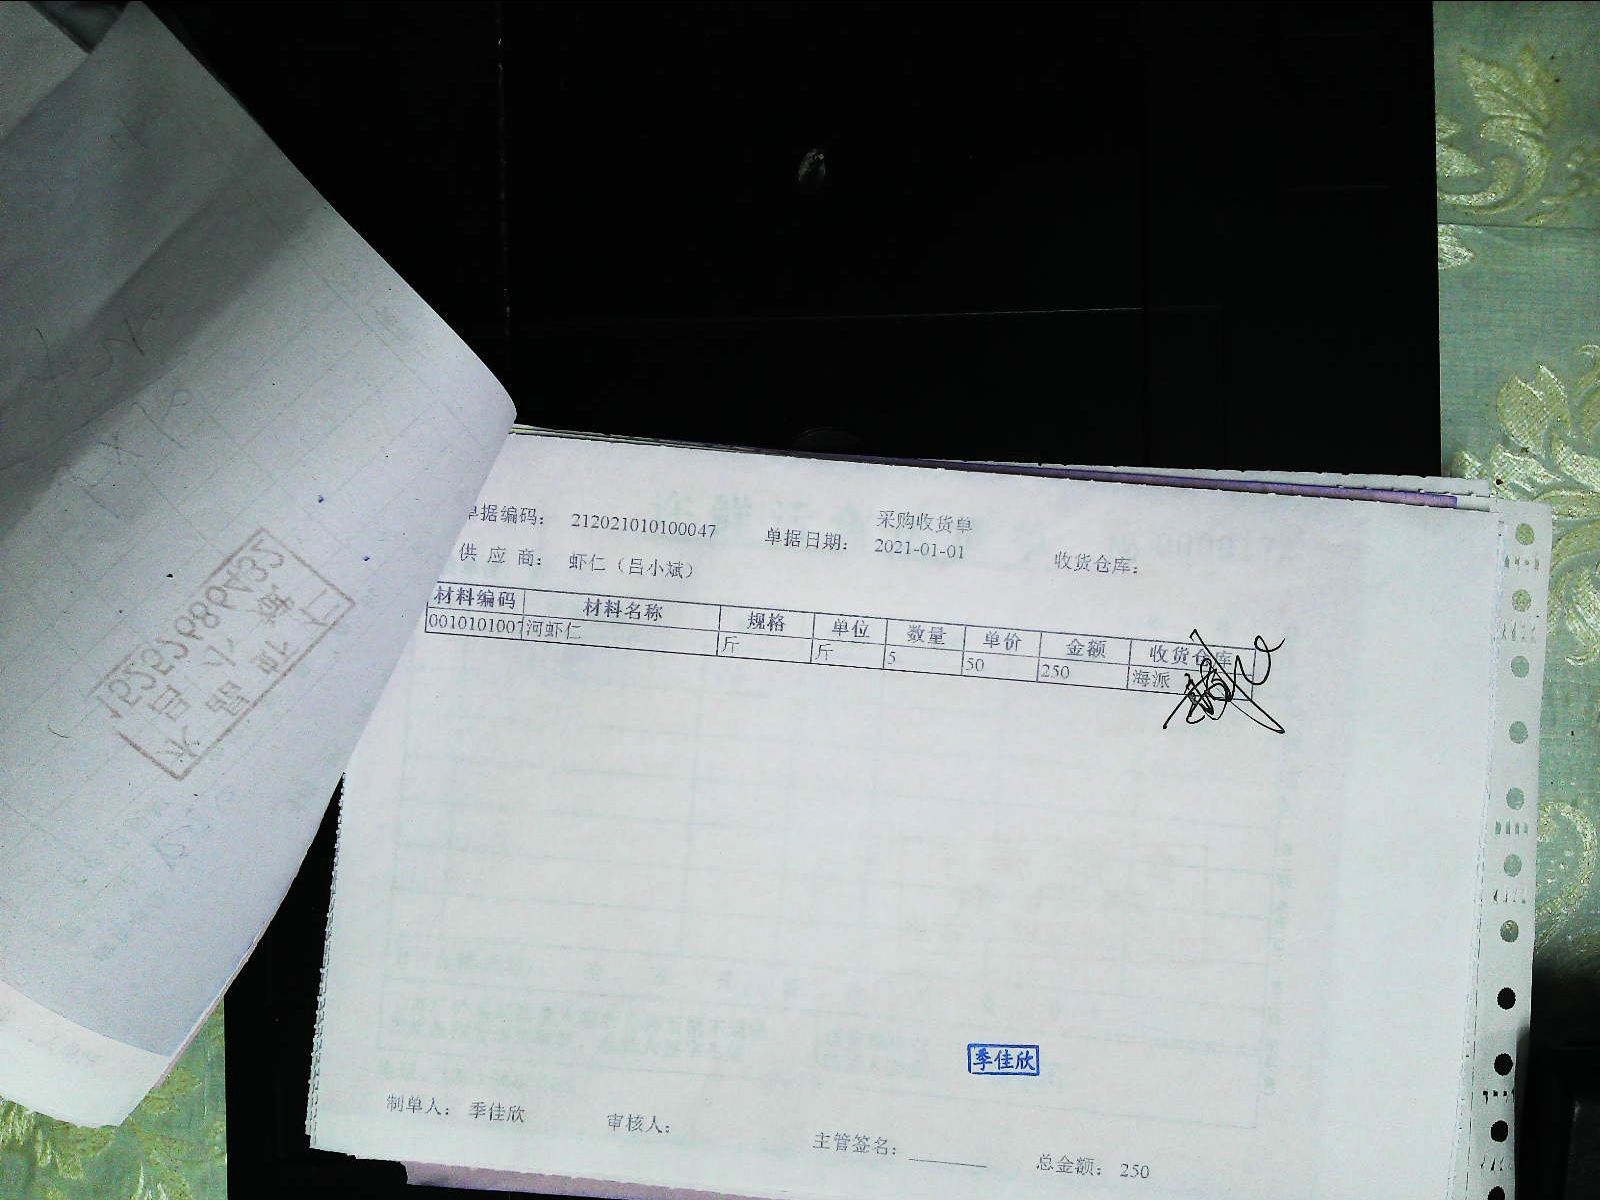 采购收货单
单据编码： 212021010100047 单据日期： 2021-01-01 收货仓库：
供 应 商： 虾仁（吕小斌）
材料编码 材料名称 规格 单位 数量 单价 金额 收货仓库
0010101007 河虾仁 斤 斤 5 50 250 海派
季佳欣
制单人： 季佳欣 审核人： 主管签名： 总金额： 250